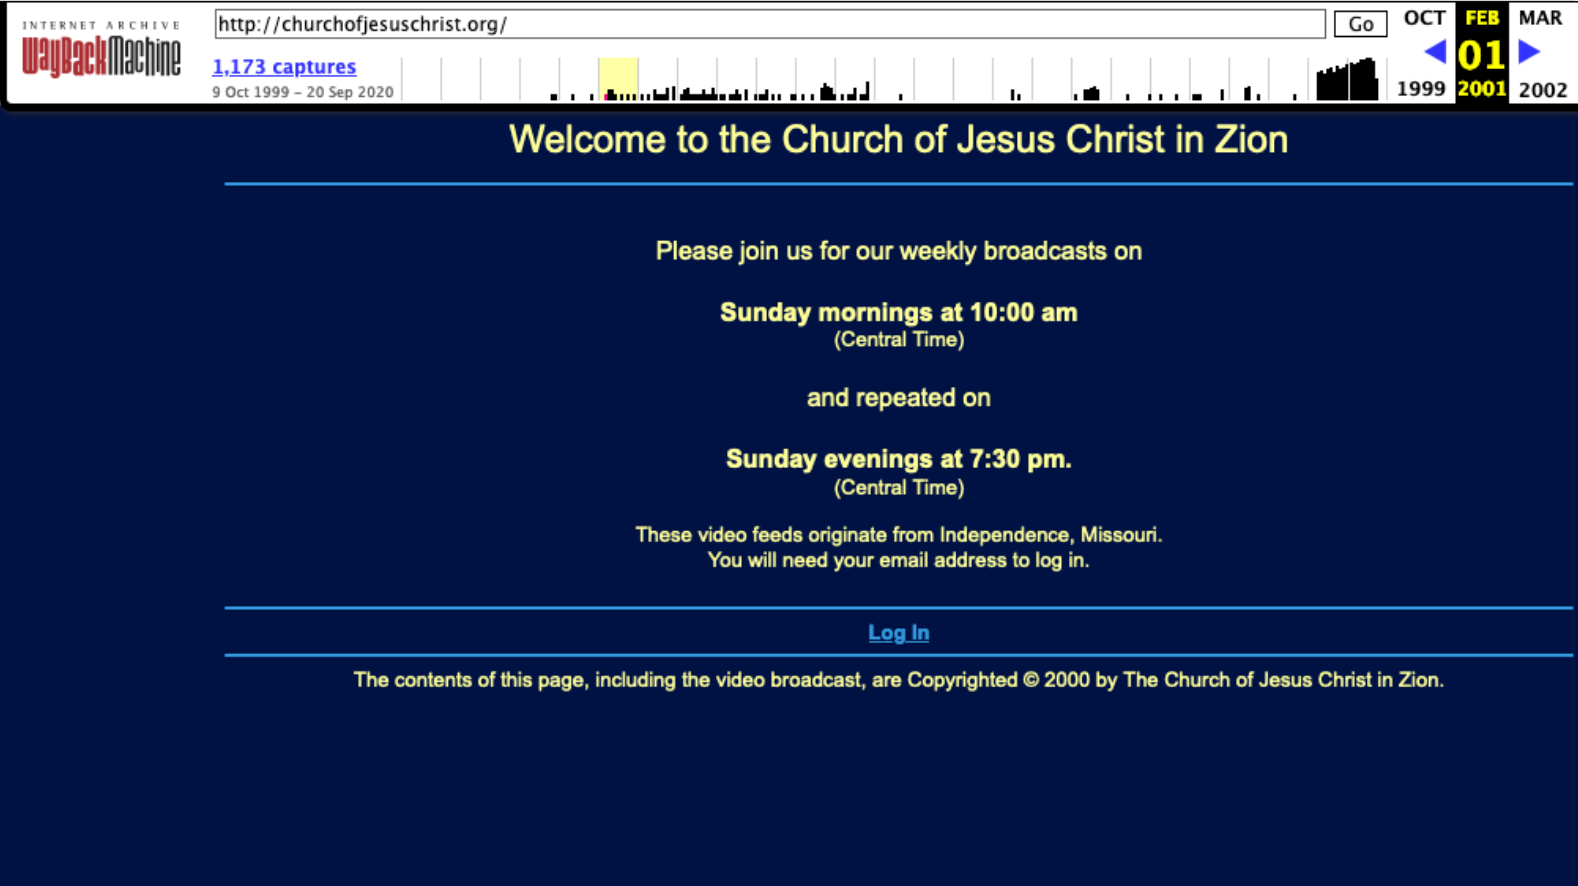 INTERNET ARCHIVE
WayBackMachine
http://churchofjesuschrist.org/
Go
1,173 captures
9 Oct 1999 – 20 Sep 2020
OCT FEB MAR
01
1999 2001 2002
Welcome to the Church of Jesus Christ in Zion
Please join us for our weekly broadcasts on
Sunday mornings at 10:00 am
(Central Time)
and repeated on
Sunday evenings at 7:30 pm.
(Central Time)
These video feeds originate from Independence, Missouri.
You will need your email address to log in.
Log In
The contents of this page, including the video broadcast, are Copyrighted © 2000 by The Church of Jesus Christ in Zion.